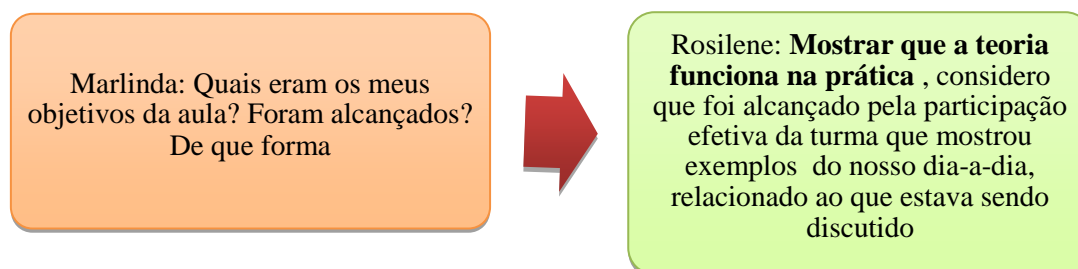 Marlinda: Quais eram os meus
objetivos da aula? Foram alcançados?
De que forma
Rosilene: Mostrar que a teoria
funciona na prática , considero
que foi alcançado pela participação
efetiva da turma que mostrou
exemplos do nosso dia-a-dia,
relacionado ao que estava sendo
discutido